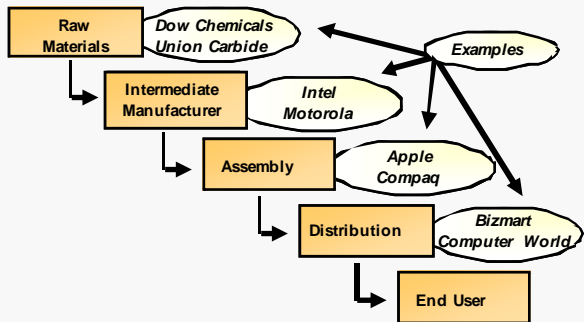 Raw
Materials
Dow Chemicals
Union Carbide
Examples
Intermediate
Manufacturer
Intel
Motorola
Assembly
Apple
Compaq
Distribution
Bizmart
Computer World
End User